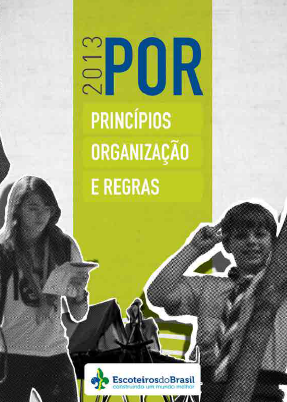 2013
POR
PRINCÍPIOS
ORGANIZAÇÃO
E REGRAS
EscoteirosdoBrasil
construindo um mundo melhor